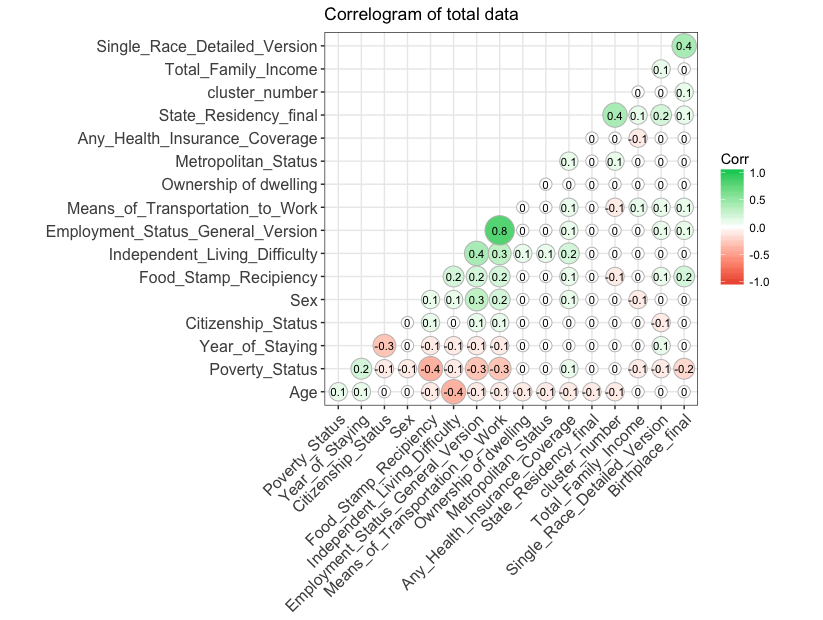 Correlogram of total data
Single_Race_Detailed_Version 0.4
Total_Family_Income 0.1 0
cluster_number 0 0 0.1
State_Residency_final 0.4 0.1 0.2 0.1
Any_Health_Insurance_Coverage 0 0 -0.1 0 0
Metropolitan_Status 0.1 0 0.1 0 0 0
Ownership of dwelling 0 0 0 0 0 0 0
Means_of_Transportation_to_Work 0 0 0.1 0 -0.1 0.1 0.1 0.1
Employment_Status_General_Version 0.8 0 0 0.1 0 0 0 0.1 0.1
Independent_Living_Difficulty 0.4 0.3 0.1 0.1 0.2 0 0 0 0 0
Food_Stamp_Recipiency 0.2 0.2 0.2 0 0 0.1 0 -0.1 0 0.1 0.2
Sex 0.1 0.1 0.3 0.2 0 0 0.1 0 0 -0.1 0 0
Citizenship_Status 0 0.1 0 0.1 0.1 0 0 0 0 0 0 -0.1 0
Year_of_Staying -0.3 0 -0.1 -0.1 -0.1 -0.1 0 0 0 0 0 0 0.1 0
Poverty_Status 0.2 -0.1 -0.1 -0.4 -0.1 -0.3 -0.3 0 0 0.1 0 0 -0.1 -0.1 -0.2
Age 0.1 0.1 0 0 -0.1 -0.4 -0.1 -0.1 -0.1 -0.1 -0.1 -0.1 -0.1 0 0 0
Poverty_Status
Year_of_Staying
Citizenship_Status
Sex
Food_Stamp_Recipiency
Independent_Living_Difficulty
Employment_Status_General_Version
Means_of_Transportation_to_Work
Ownership of dwelling
Metropolitan_Status
Any_Health_Insurance_Coverage
State_Residency_final
cluster_number
Total_Family_Income
Single_Race_Detailed_Version
Birthplace_final
Corr
1.0
0.5
0.0
-0.5
-1.0